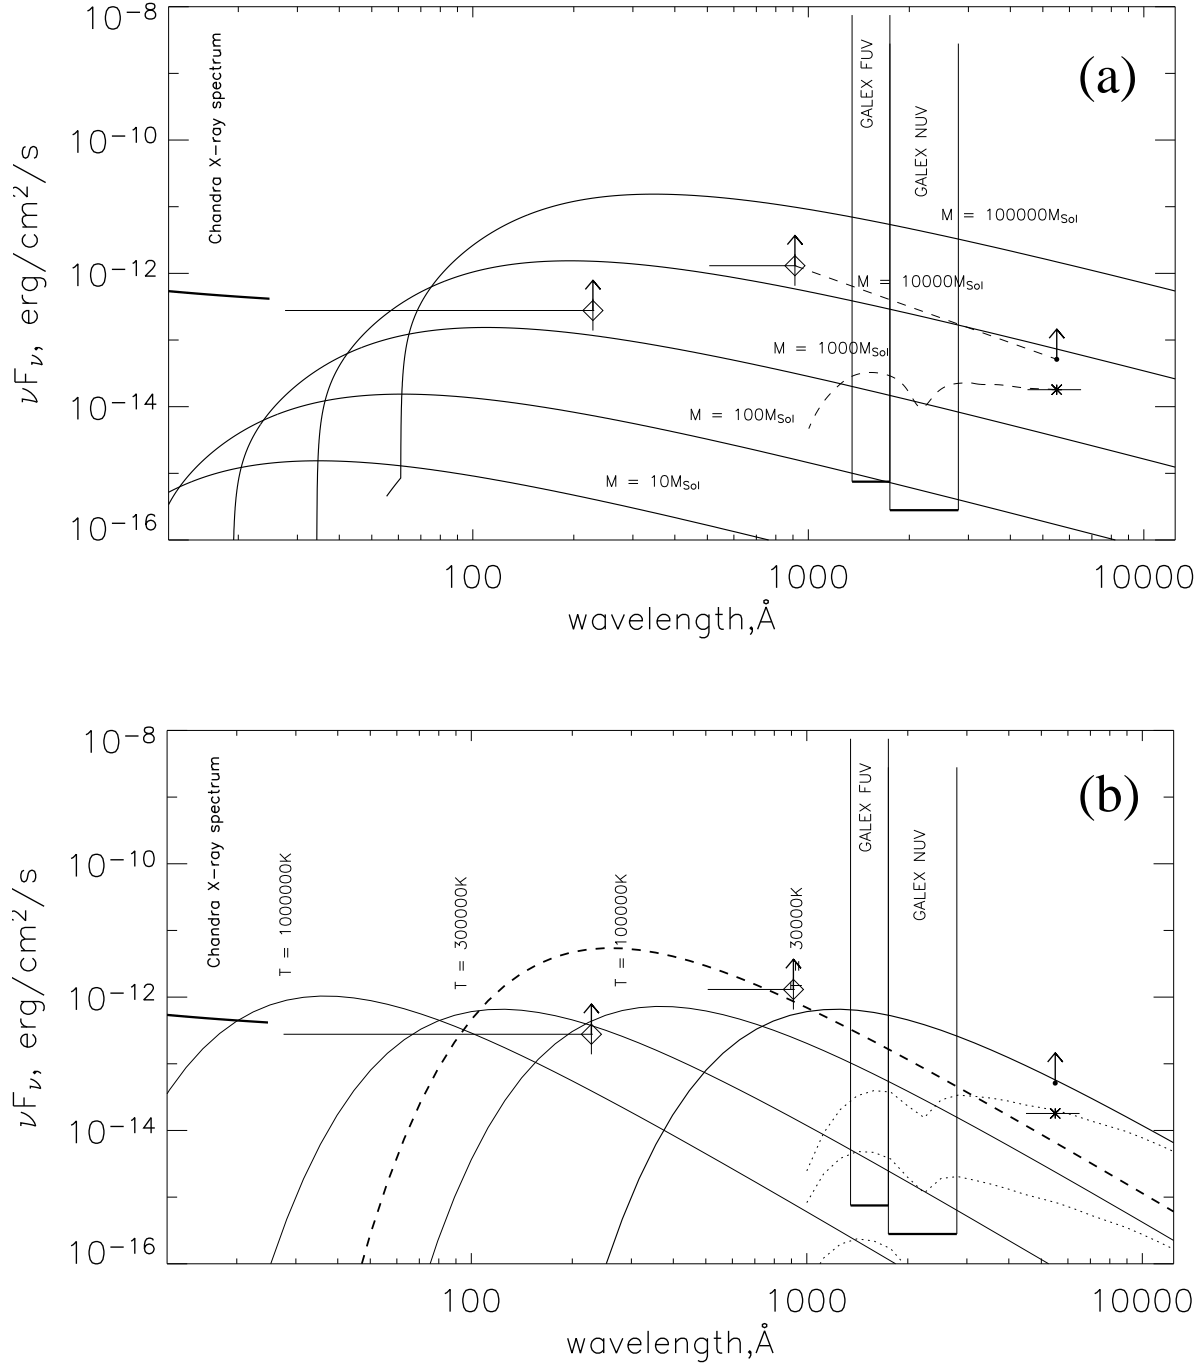 (a)
Chandra X-ray spectrum
GALEX FUV
GALEX NUV
10⁻⁸
10⁻¹⁰
10⁻¹²
10⁻¹⁴
10⁻¹⁶
νFν, erg/cm²/s
M = 100000M_Sol
M = 10000M_Sol
M = 1000M_Sol
M = 100M_Sol
M = 10M_Sol
100
1000
10000
wavelength,Å
(b)
Chandra X-ray spectrum
GALEX FUV
GALEX NUV
10⁻⁸
10⁻¹⁰
10⁻¹²
10⁻¹⁴
10⁻¹⁶
νFν, erg/cm²/s
T = 1000000K
T = 300000K
T = 100000K
T = 30000K
100
1000
10000
wavelength,Å